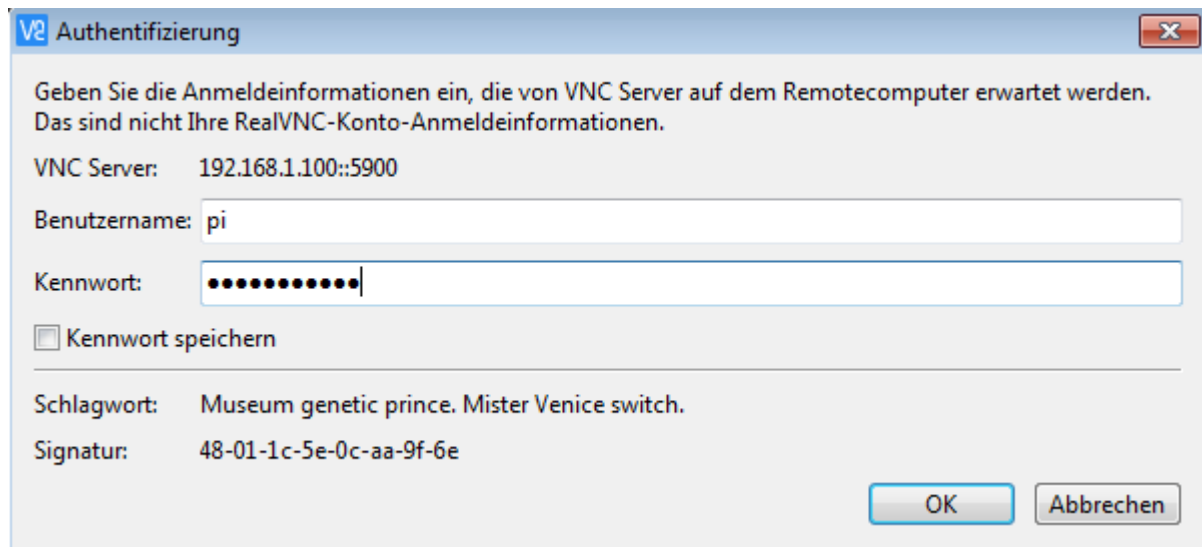 Authentifizierung
Geben Sie die Anmeldeinformationen ein, die von VNC Server auf dem Remotecomputer erwartet werden.
Das sind nicht Ihre RealVNC-Konto-Anmeldeinformationen.
VNC Server: 192.168.1.100::5900
Benutzername: pi
Kennwort: ●●●●●●●●●●●
Kennwort speichern
Schlagwort: Museum genetic prince. Mister Venice switch.
Signatur: 48-01-1c-5e-0c-aa-9f-6e
OK Abbrechen